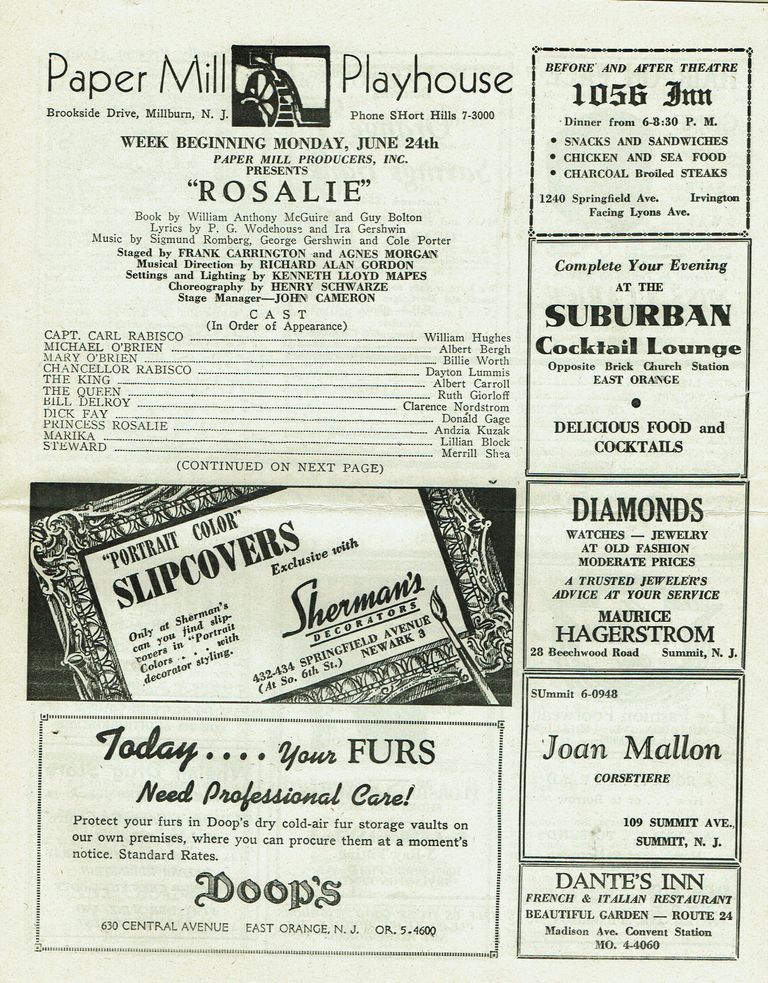 Paper Mill Playhouse
Brookside Drive, Millburn, N. J. Phone SHort Hills 7-3000
WEEK BEGINNING MONDAY, JUNE 24th
PAPER MILL PRODUCERS, INC.
PRESENTS
"ROSALIE"
Book by William Anthony McGuire and Guy Bolton
Lyrics by P. G. Wodehouse and Ira Gershwin
Music by Sigmund Romberg, George Gershwin and Cole Porter
Staged by FRANK CARRINGTON and AGNES MORGAN
Musical Direction by RICHARD ALAN GORDON
Settings and Lighting by KENNETH LLOYD MAPES
Choreography by HENRY SCHWARZE
Stage Manager—JOHN CAMERON
CAST
(In Order of Appearance)
CAPT. CARL RABISCO William Hughes
MICHAEL O'BRIEN Albert Bergh
MARY O'BRIEN Billie Worth
CHANCELLOR RABISCO Dayton Lummis
THE KING Albert Carroll
THE QUEEN Ruth Giorloff
BILL DELROY Clarence Nordstrom
DICK FAY Donald Gage
PRINCESS ROSALIE Andzia Kuzak
MARIKA Lillian Block
STEWARD Merrill Shea
(CONTINUED ON NEXT PAGE)
"PORTRAIT COLOR"
SLIPCOVERS
Exclusive with
Sherman's
DECORATORS
Only at Sherman's
can you find slip-
covers in "Portrait
Colors . . . with
decorator styling.
432-434 SPRINGFIELD AVENUE
(At So. 6th St.) NEWARK 3
Today.... Your FURS
Need Professional Care!
Protect your furs in Doop's dry cold-air fur storage vaults on
our own premises, where you can procure them at a moment's
notice. Standard Rates.
Doop's
630 CENTRAL AVENUE EAST ORANGE, N. J. OR. 5-4600
BEFORE AND AFTER THEATRE
1056 Inn
Dinner from 6-8:30 P. M.
• SNACKS AND SANDWICHES
• CHICKEN AND SEA FOOD
• CHARCOAL Broiled STEAKS
1240 Springfield Ave. Irvington
Facing Lyons Ave.
Complete Your Evening
AT THE
SUBURBAN
Cocktail Lounge
Opposite Brick Church Station
EAST ORANGE
•
DELICIOUS FOOD and
COCKTAILS
DIAMONDS
WATCHES — JEWELRY
AT OLD FASHION
MODERATE PRICES
A TRUSTED JEWELER'S
ADVICE AT YOUR SERVICE
MAURICE
HAGERSTROM
28 Beechwood Road Summit, N. J.
SUmmit 6-0948
Joan Mallon
CORSETIERE
109 SUMMIT AVE.,
SUMMIT, N. J.
DANTE'S INN
FRENCH & ITALIAN RESTAURANT
BEAUTIFUL GARDEN — ROUTE 24
Madison Ave. Convent Station
MO. 4-4060